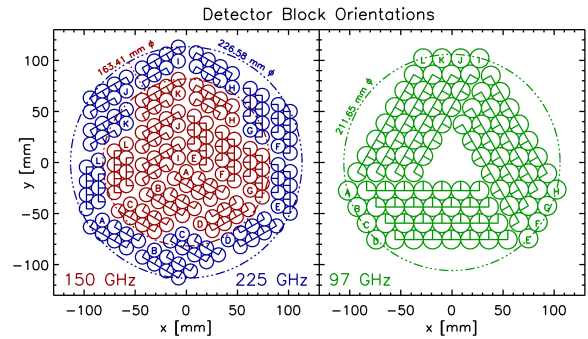 Detector Block Orientations
163.41 mm ϕ
226.58 mm ϕ
211.65 mm ϕ
y [mm]
100
50
0
−50
−100
I
K
J
H
J
K
G
F
L
I
E
A
F
B
G
C
E
A
D
B
C
D
L
K
J
I
A
H
B
G
C
F
D
E
150 GHz
225 GHz
97 GHz
−100 −50 0 50 100
−100 −50 0 50 100
x [mm]
x [mm]